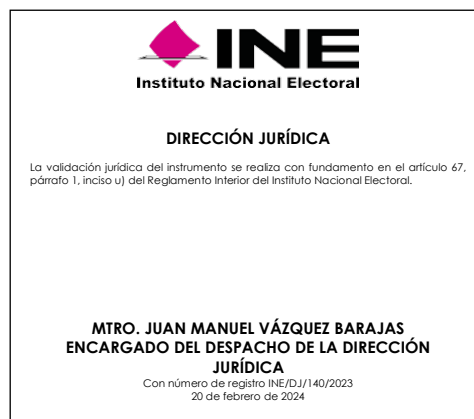 INE
Instituto Nacional Electoral
DIRECCIÓN JURÍDICA
La validación jurídica del instrumento se realiza con fundamento en el artículo 67,
párrafo 1, inciso u) del Reglamento Interior del Instituto Nacional Electoral.
MTRO. JUAN MANUEL VÁZQUEZ BARAJAS
ENCARGADO DEL DESPACHO DE LA DIRECCIÓN
JURÍDICA
Con número de registro INE/DJ/140/2023
20 de febrero de 2024